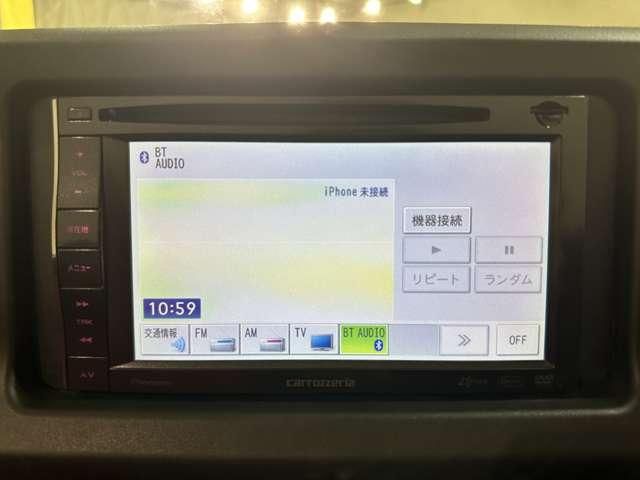 BT
AUDIO
iPhone 未接続
機器接続
リピート
ランダム
10:59
交通情報
FM
AM
TV
BT AUDIO
OFF
+
VOL
−
現在地
メニュー
TRK
AV
Pioneer
carrozzeria